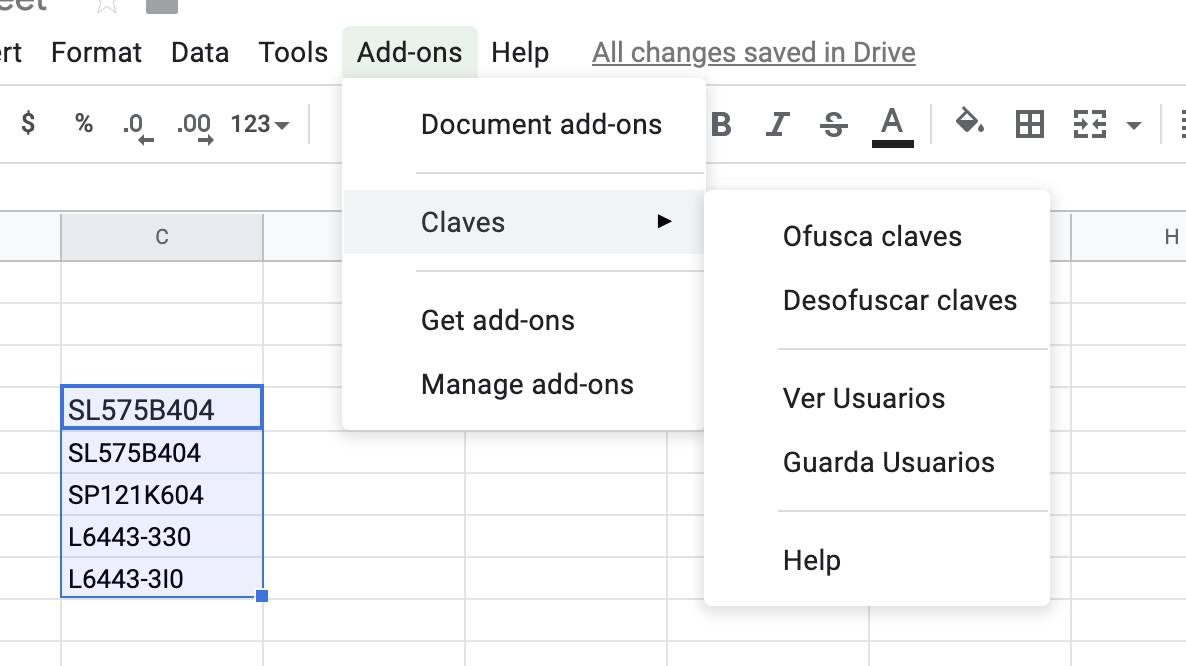 Format Data Tools Add-ons Help All changes saved in Drive
$ % .0 .00 123 B I S A
Document add-ons
Claves
Get add-ons
Manage add-ons
Ofusca claves
Desofuscar claves
Ver Usuarios
Guarda Usuarios
Help
C H
SL575B404
SL575B404
SP121K604
L6443-330
L6443-3I0